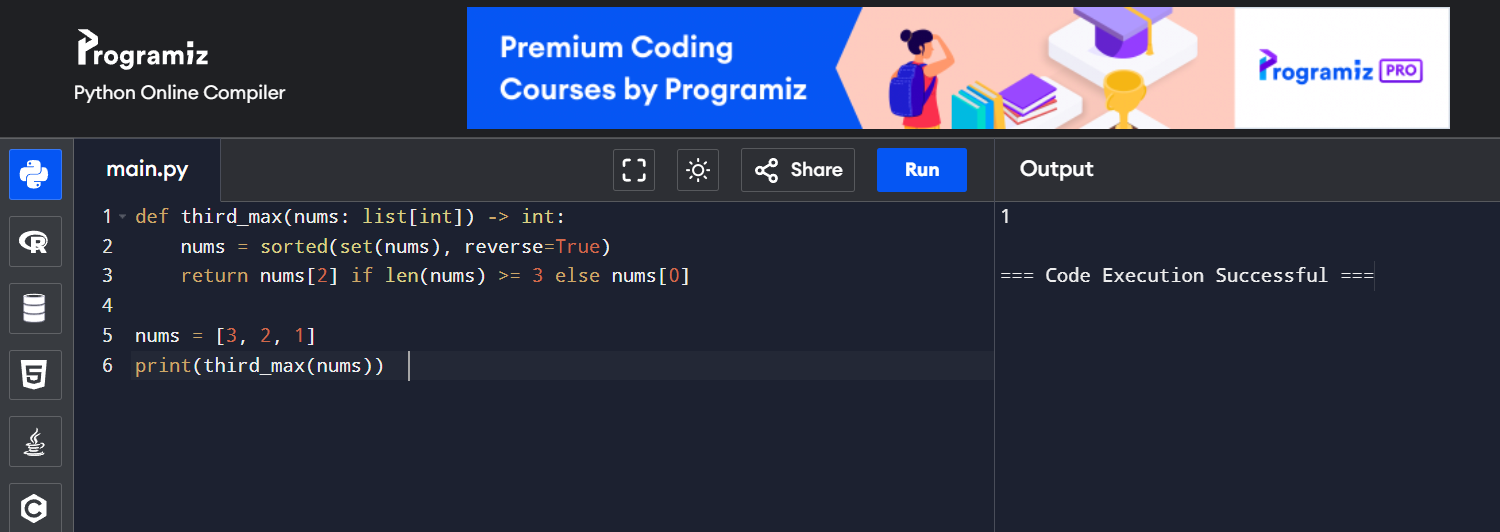 Programiz
Python Online Compiler
Premium Coding
Courses by Programiz
Programiz PRO
main.py
Share
Run
Output
1 def third_max(nums: list[int]) -> int:
2     nums = sorted(set(nums), reverse=True)
3     return nums[2] if len(nums) >= 3 else nums[0]
4
5 nums = [3, 2, 1]
6 print(third_max(nums))
1
=== Code Execution Successful ===
R
5
C